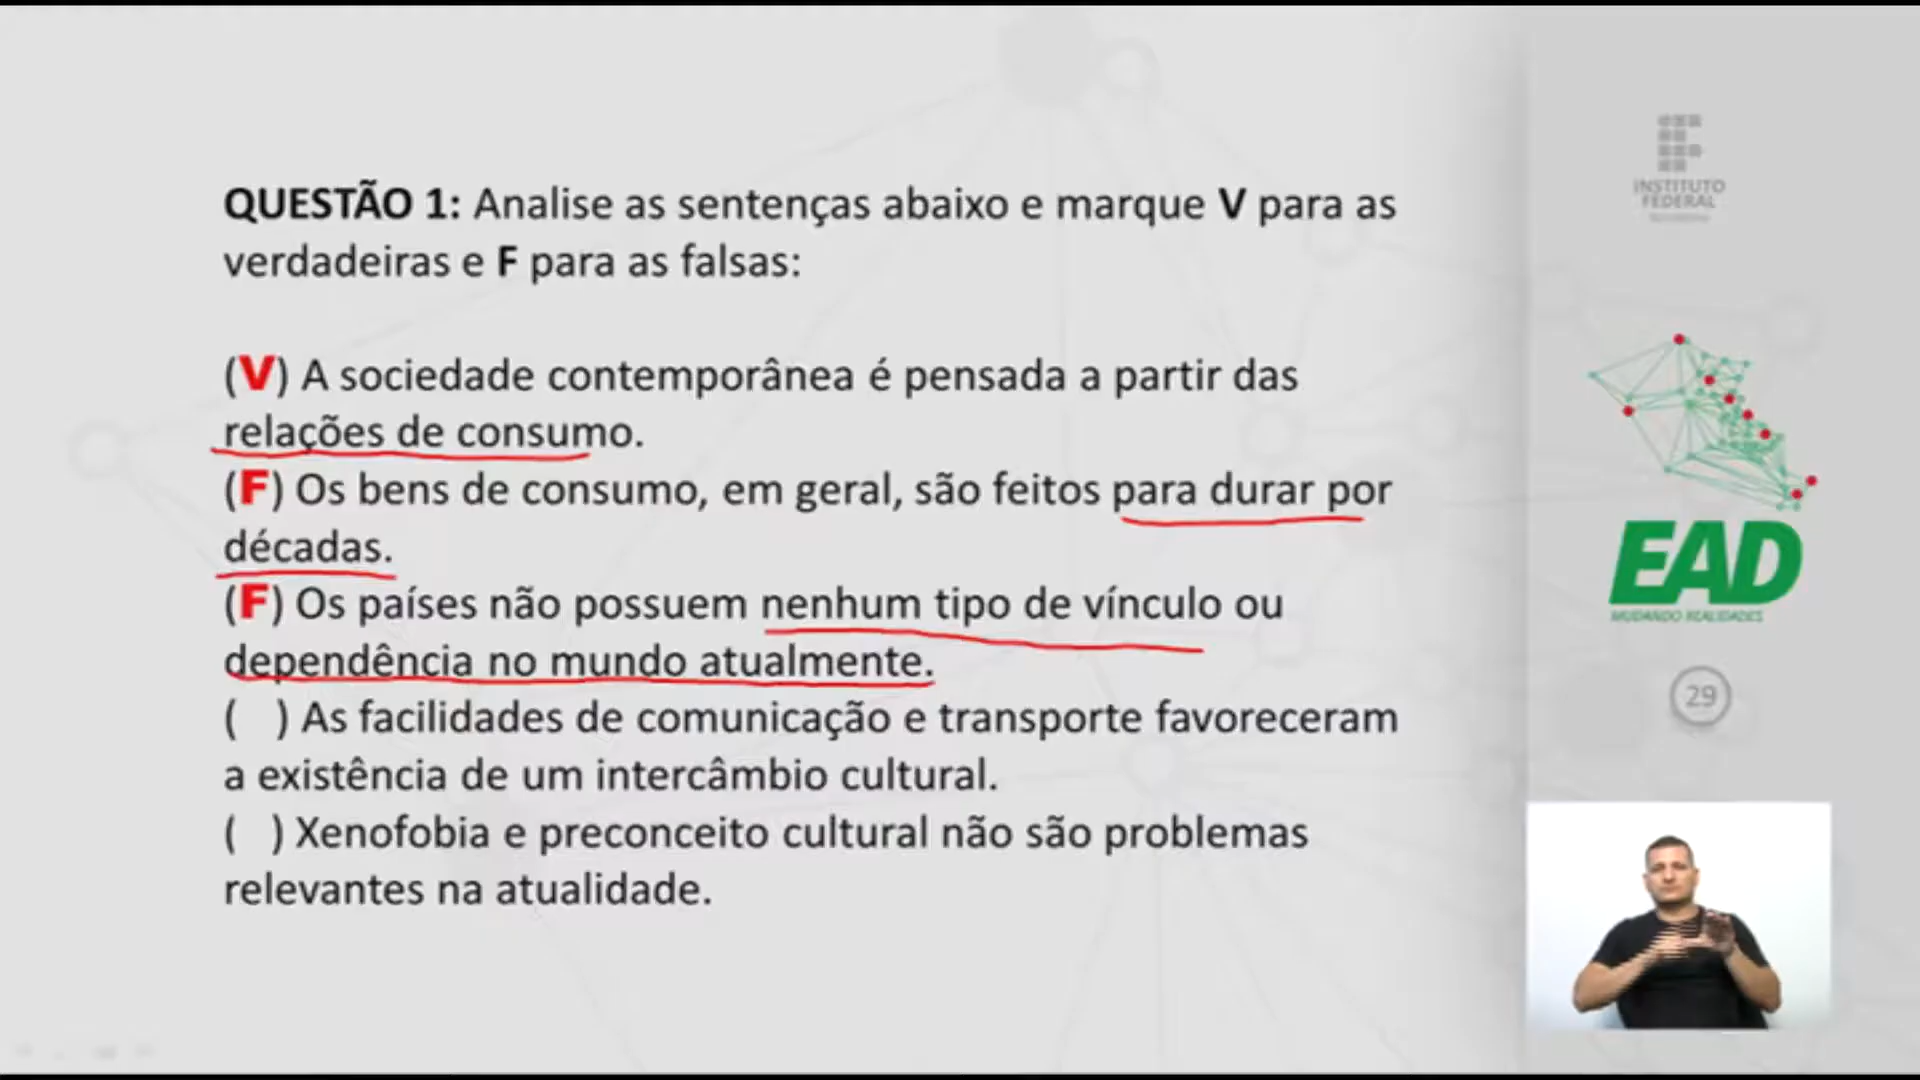 QUESTÃO 1: Analise as sentenças abaixo e marque V para as
verdadeiras e F para as falsas:
(V) A sociedade contemporânea é pensada a partir das
relações de consumo.
(F) Os bens de consumo, em geral, são feitos para durar por
décadas.
(F) Os países não possuem nenhum tipo de vínculo ou
dependência no mundo atualmente.
( ) As facilidades de comunicação e transporte favoreceram
a existência de um intercâmbio cultural.
( ) Xenofobia e preconceito cultural não são problemas
relevantes na atualidade.
INSTITUTO
FEDERAL
EAD
MUDANDO REALIDADES
29